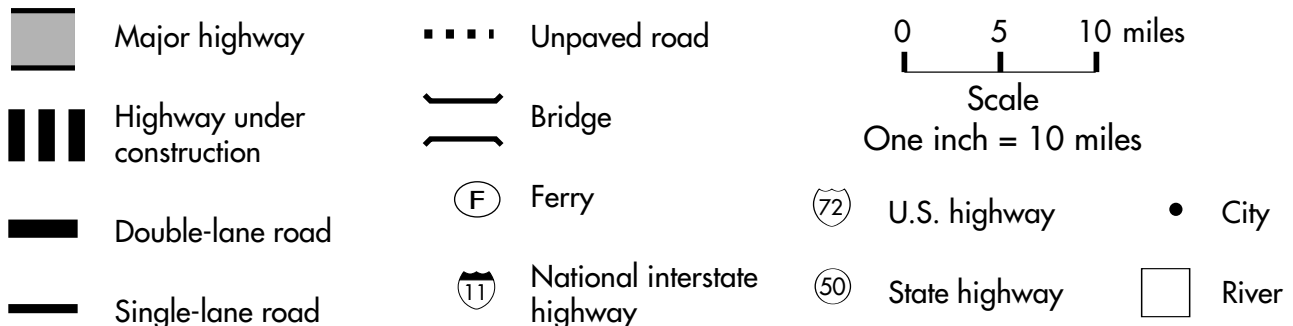 Major highway
Highway under
construction
Double-lane road
Single-lane road
Unpaved road
Bridge
F
Ferry
11
National interstate
highway
0 5 10 miles
Scale
One inch = 10 miles
72
U.S. highway
50
State highway
City
River